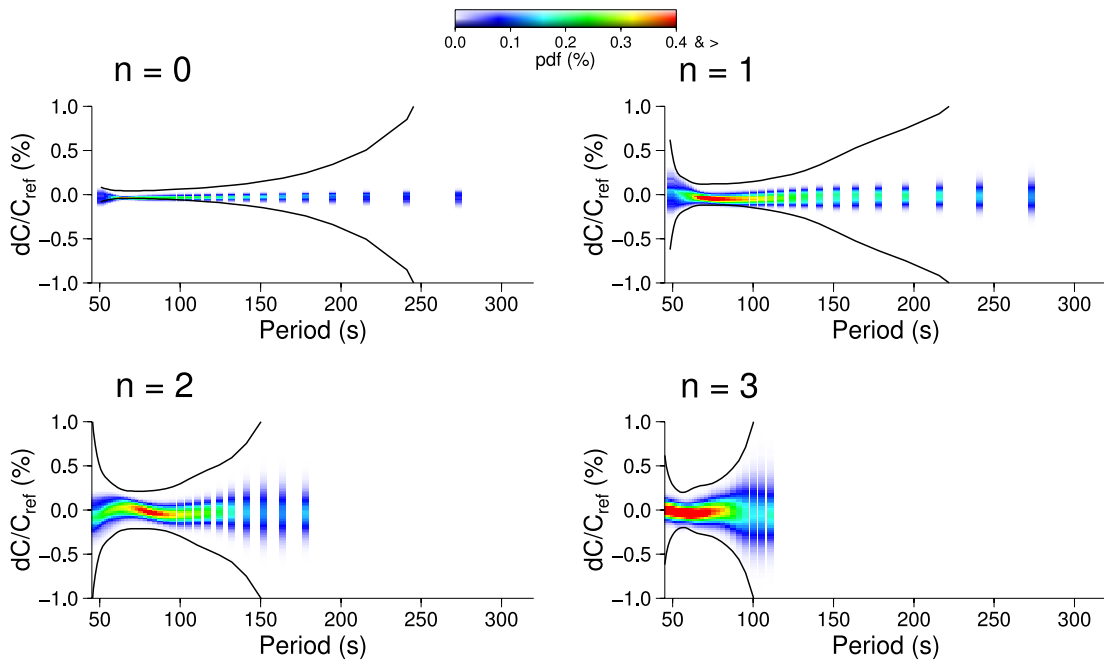 0.0 0.1 0.2 0.3 0.4 & >
pdf (%)
n = 0
dC/Cref (%)
1.0
0.5
0.0
−0.5
−1.0
50 100 150 200 250 300
Period (s)
n = 1
dC/Cref (%)
1.0
0.5
0.0
−0.5
−1.0
50 100 150 200 250 300
Period (s)
n = 2
dC/Cref (%)
1.0
0.5
0.0
−0.5
−1.0
50 100 150 200 250 300
Period (s)
n = 3
dC/Cref (%)
1.0
0.5
0.0
−0.5
−1.0
50 100 150 200 250 300
Period (s)